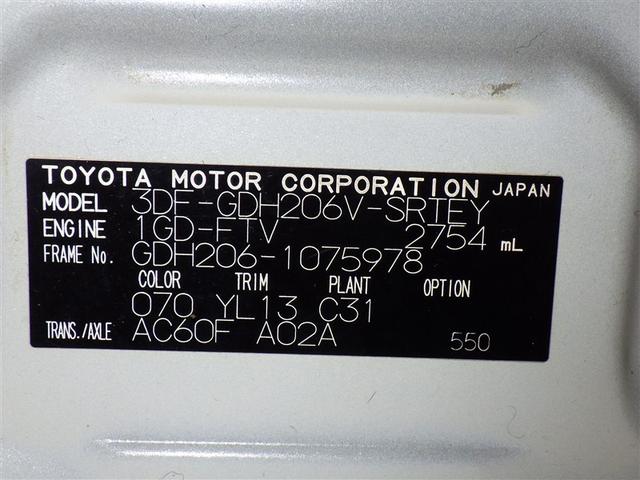 TOYOTA MOTOR CORPORATION JAPAN
MODEL 3DF-GDH206V-SRTEY
ENGINE 1GD-FTV 2754 mL
FRAME No. GDH206-1075978
COLOR TRIM PLANT OPTION
070 YL13 C31
TRANS./AXLE AC60F A02A 550